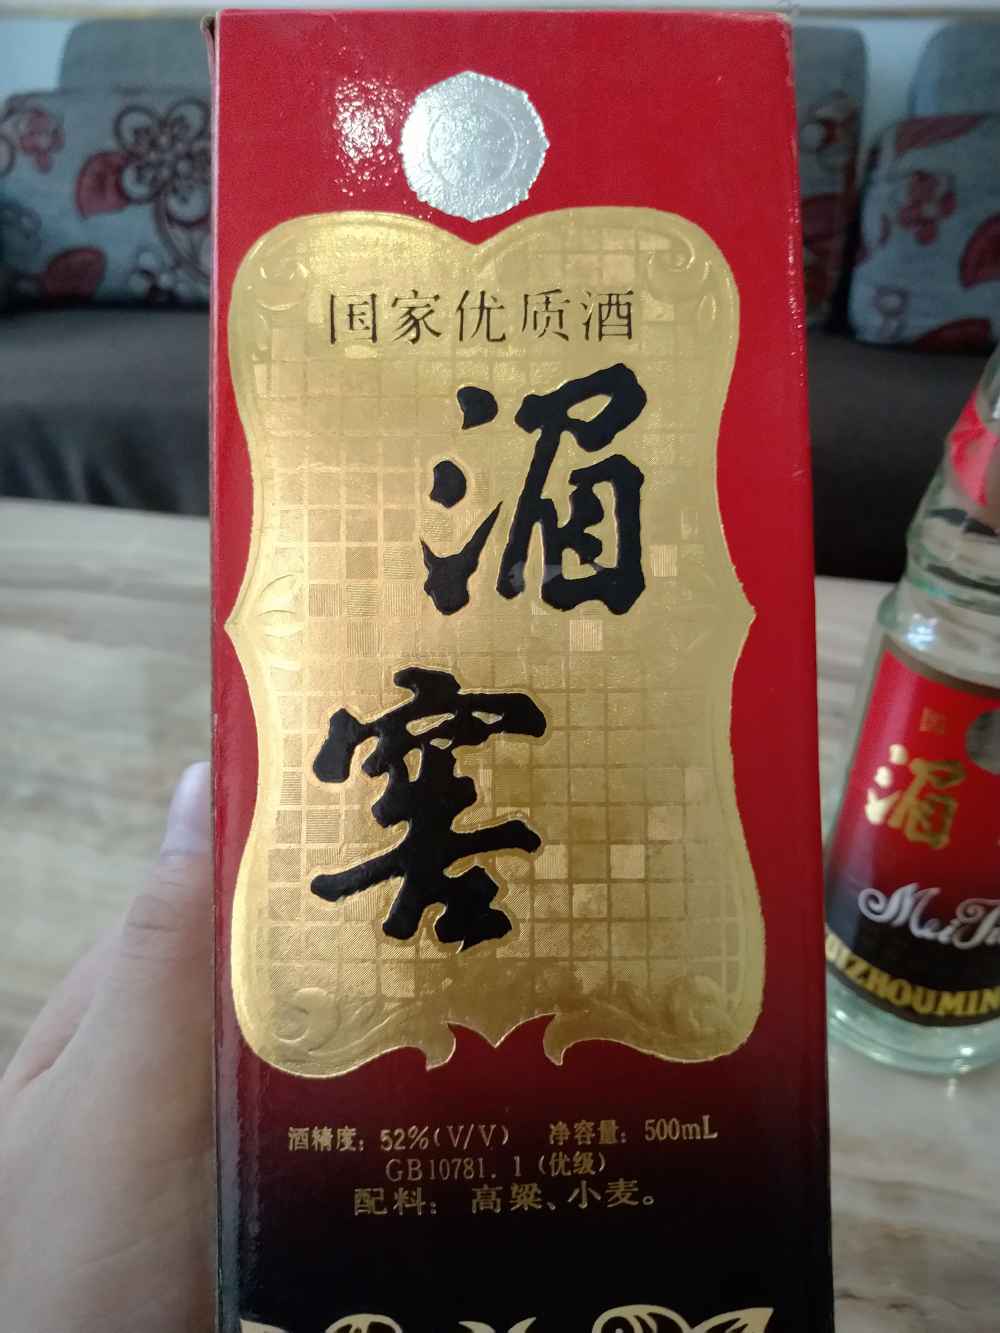 国家优质酒
湄
窖
酒精度：52%(V/V) 净容量：500mL
GB10781.1(优级)
配料：高粱、小麦。
湄